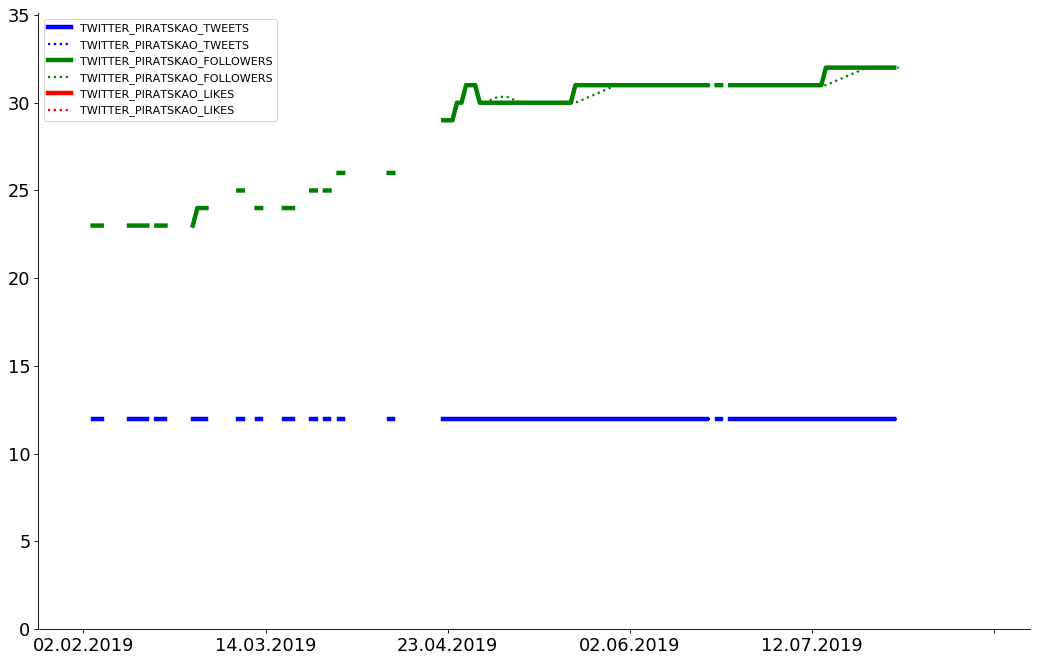 35
30
25
20
15
10
5
0
TWITTER_PIRATSKAO_TWEETS
TWITTER_PIRATSKAO_TWEETS
TWITTER_PIRATSKAO_FOLLOWERS
TWITTER_PIRATSKAO_FOLLOWERS
TWITTER_PIRATSKAO_LIKES
TWITTER_PIRATSKAO_LIKES
02.02.2019 14.03.2019 23.04.2019 02.06.2019 12.07.2019